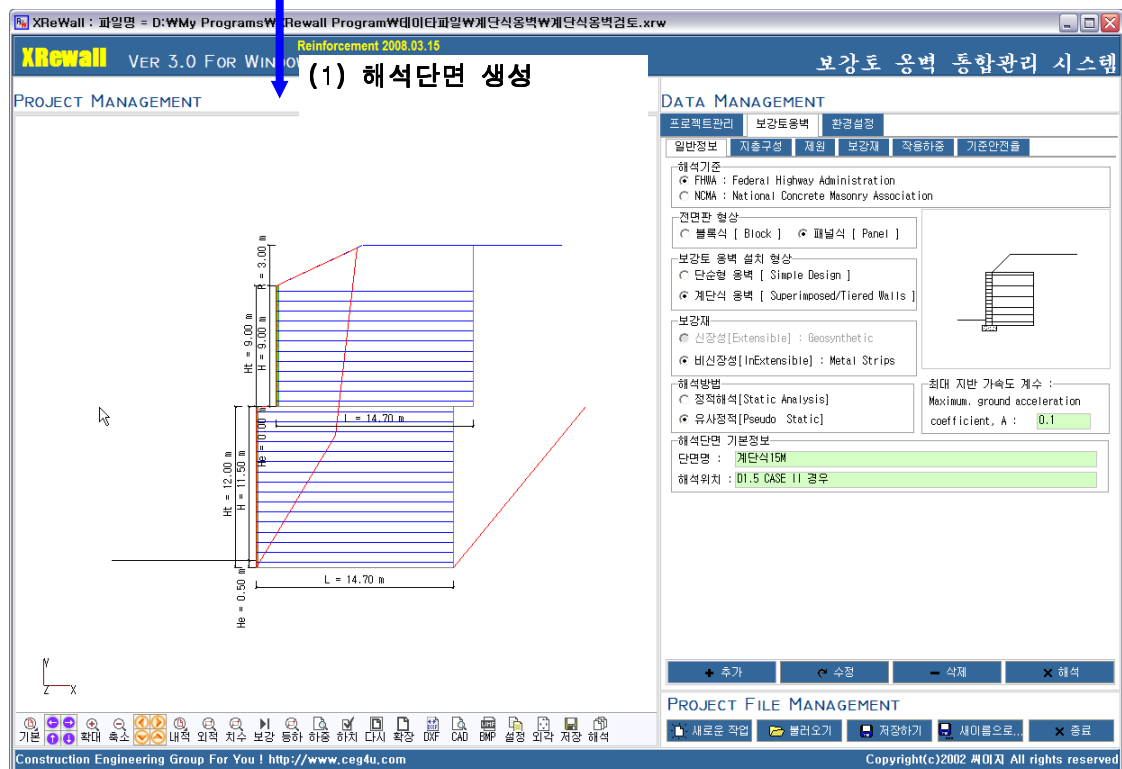 XReWall : 파일명 = D:₩My Programs₩XRewall Program₩데이타파일₩계단식옹벽₩계단식옹벽검토.xrw
Reinforcement 2008.03.15
XRewall VER 3.0 FOR WINDO
보강토 옹벽 통합관리 시스템
(1) 해석단면 생성
PROJECT MANAGEMENT
R = 3.00 m
Ht = 9.00 m
H = 9.00 m
L = 14.70 m
He = 0.00 m
Ht = 12.00 m
H = 11.50 m
L = 14.70 m
He = 0.50 m
Y
Z X
기본 확대 축소 내적 외적 치수 보강 등하 하중 하치 다시 확장 DXF CAD BMP 설정 외각 저장 해석
DATA MANAGEMENT
프로젝트관리 보강토옹벽 환경설정
일반정보 지층구성 제원 보강재 작용하중 기준안전율
해석기준
FHWA : Federal Highway Administration
NCMA : National Concrete Masonry Association
전면판 형상
블록식 [ Block ] 패널식 [ Panel ]
보강토 옹벽 설치 형상
단순형 옹벽 [ Simple Design ]
계단식 옹벽 [ Superimposed/Tiered Walls ]
보강재
신장성[Extensible] : Geosynthetic
비신장성[InExtensible] : Metal Strips
해석방법
정적해석[Static Analysis]
유사정적[Pseudo Static]
최대 지반 가속도 계수 :
Maximum. ground acceleration
coefficient, A : 0.1
해석단면 기본정보
단면명 : 계단식15M
해석위치 : D1.5 CASE II 경우
추가 수정 삭제 해석
PROJECT FILE MANAGEMENT
새로운 작업 불러오기 저장하기 새이름으로... 종료
Construction Engineering Group For You ! http://www.ceg4u.com
Copyright(c)2002 씨이지 All rights reserved